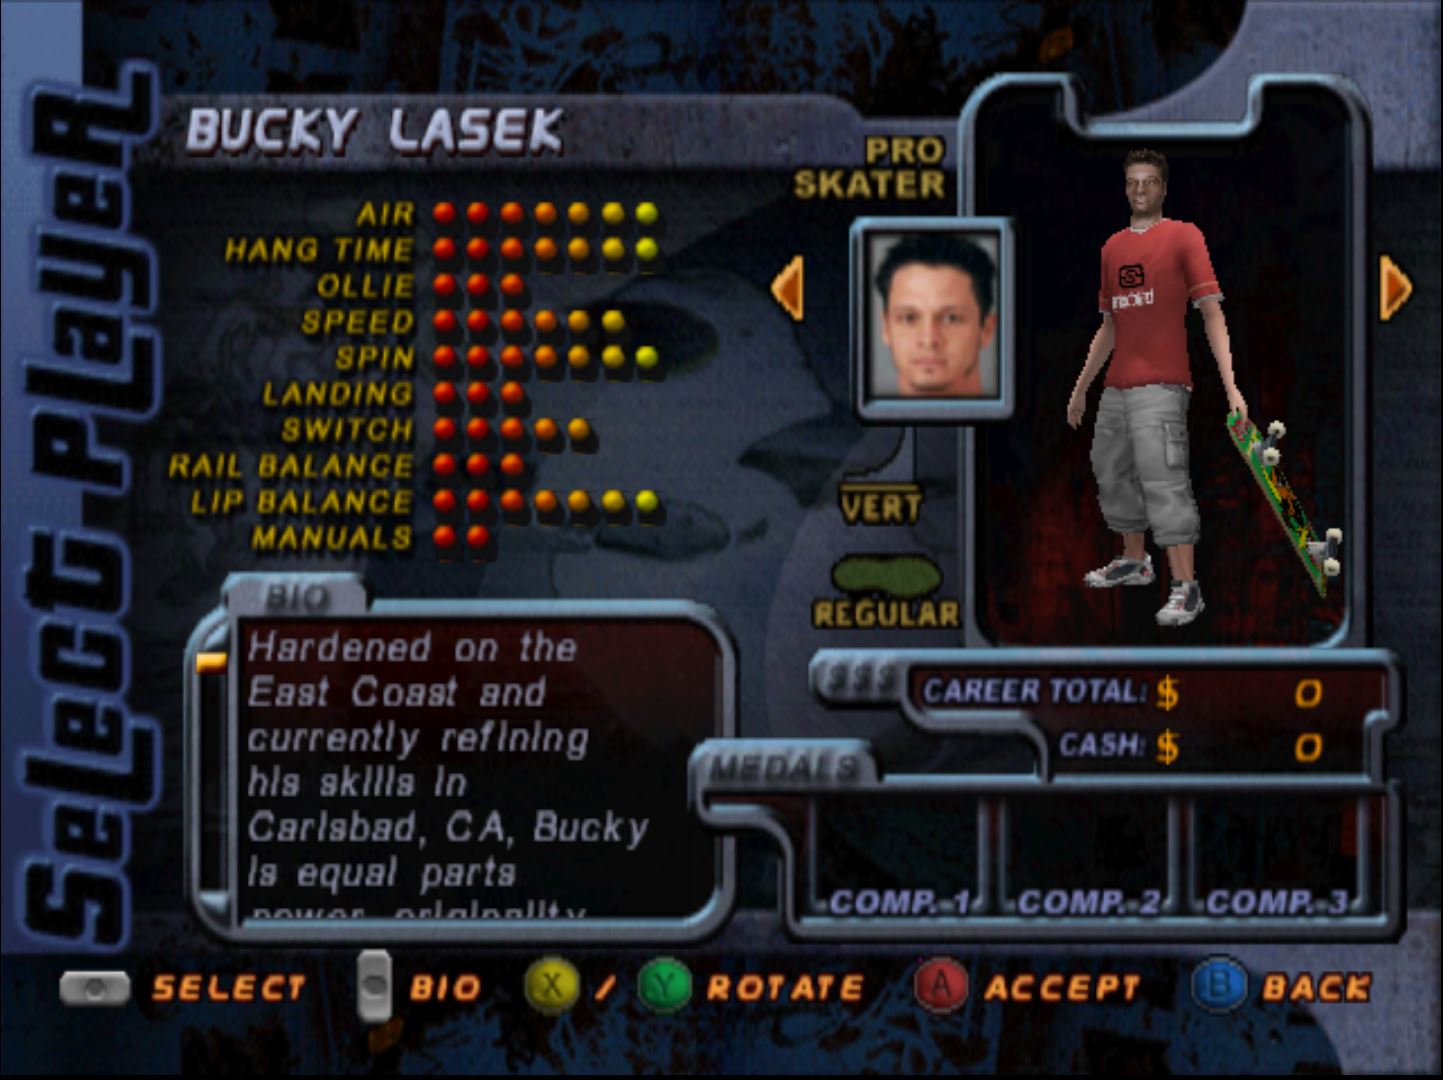 Select Player
BUCKY LASEK
PRO
SKATER
AIR
HANG TIME
OLLIE
SPEED
SPIN
LANDING
SWITCH
RAIL BALANCE
LIP BALANCE
MANUALS
VERT
REGULAR
BIO
Hardened on the
East Coast and
currently refining
his skills in
Carlsbad, CA, Bucky
is equal parts
power, originality
$$$
CAREER TOTAL: $ 0
CASH: $ 0
MEDALS
COMP. 1
COMP. 2
COMP. 3
SELECT
BIO
X / Y ROTATE
A ACCEPT
B BACK